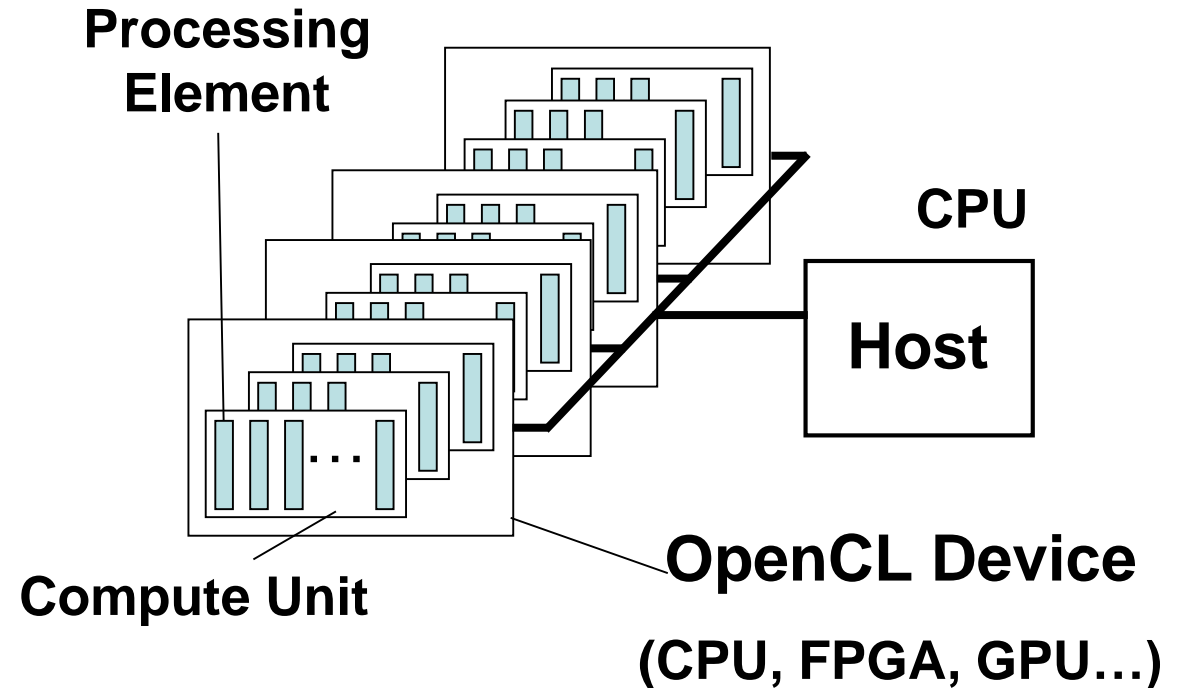 Processing
Element
CPU
Host
...
Compute Unit
OpenCL Device
(CPU, FPGA, GPU…)